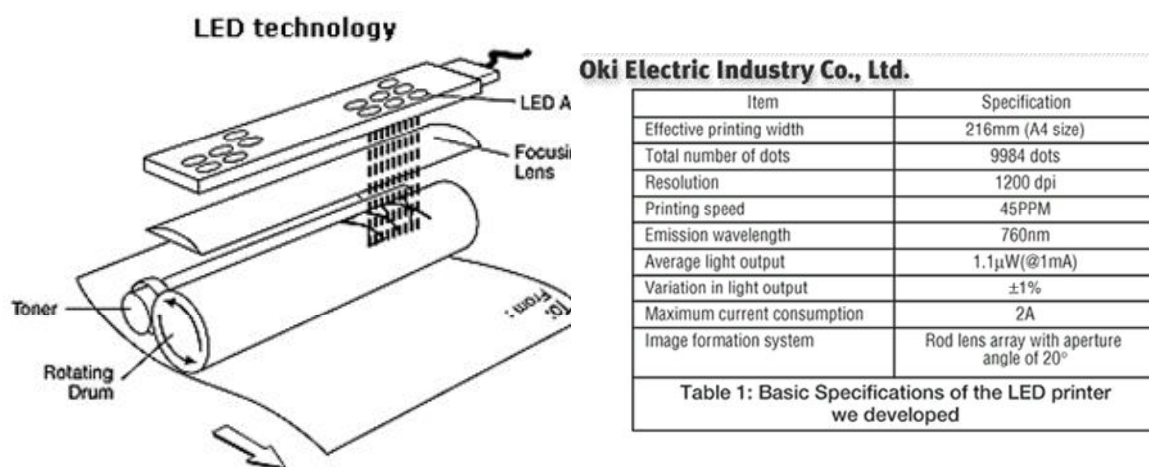 LED technology
LED A
Focusin
Lens
Toner
Rotating
Drum
To:
From:
Oki Electric Industry Co., Ltd.
Item Specification
Effective printing width 216mm (A4 size)
Total number of dots 9984 dots
Resolution 1200 dpi
Printing speed 45PPM
Emission wavelength 760nm
Average light output 1.1µW(@1mA)
Variation in light output ±1%
Maximum current consumption 2A
Image formation system Rod lens array with aperture
angle of 20°
Table 1: Basic Specifications of the LED printer
we developed